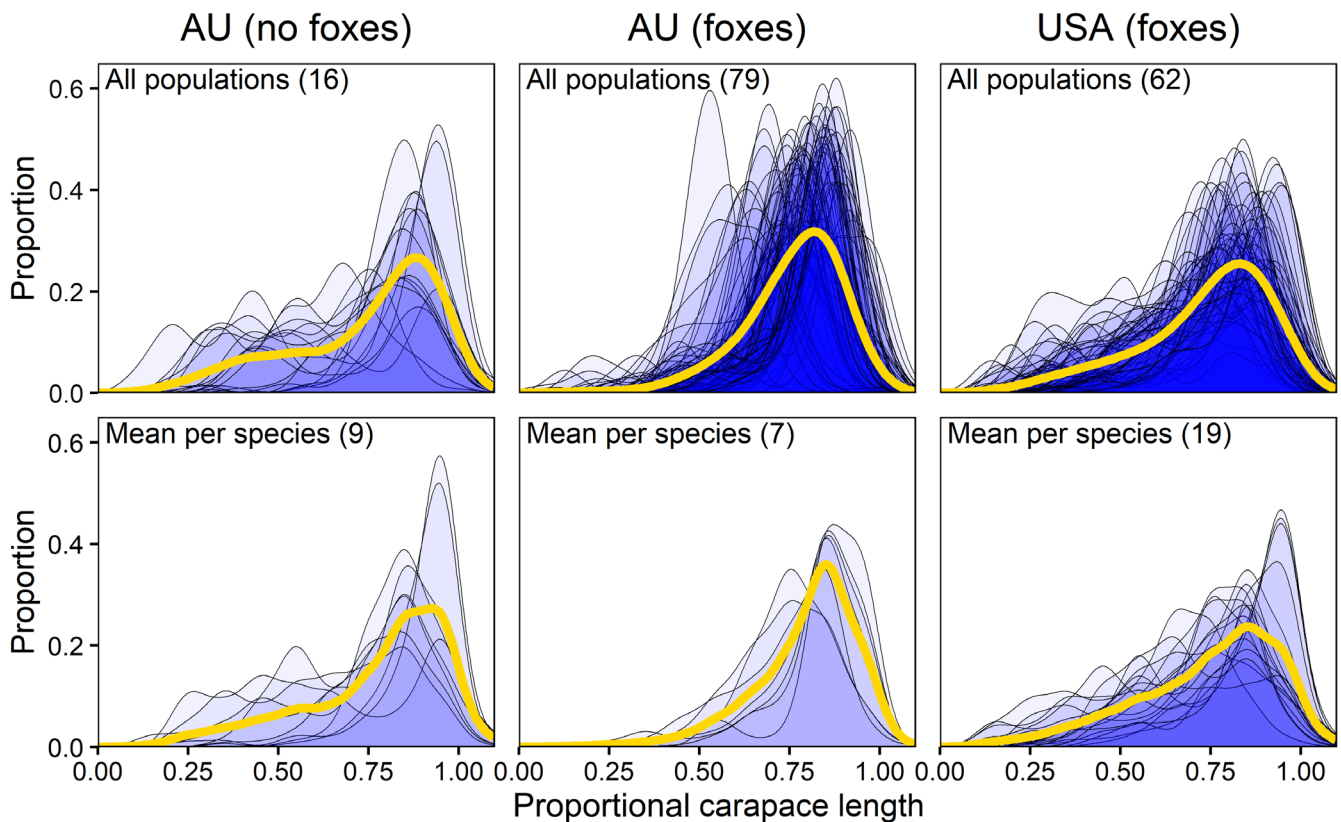 AU (no foxes) AU (foxes) USA (foxes)
All populations (16) All populations (79) All populations (62)
0.6
0.4
0.2
0.0
Proportion
Mean per species (9) Mean per species (7) Mean per species (19)
0.6
0.4
0.2
0.0
Proportion
0.00 0.25 0.50 0.75 1.00 0.00 0.25 0.50 0.75 1.00 0.00 0.25 0.50 0.75 1.00
Proportional carapace length